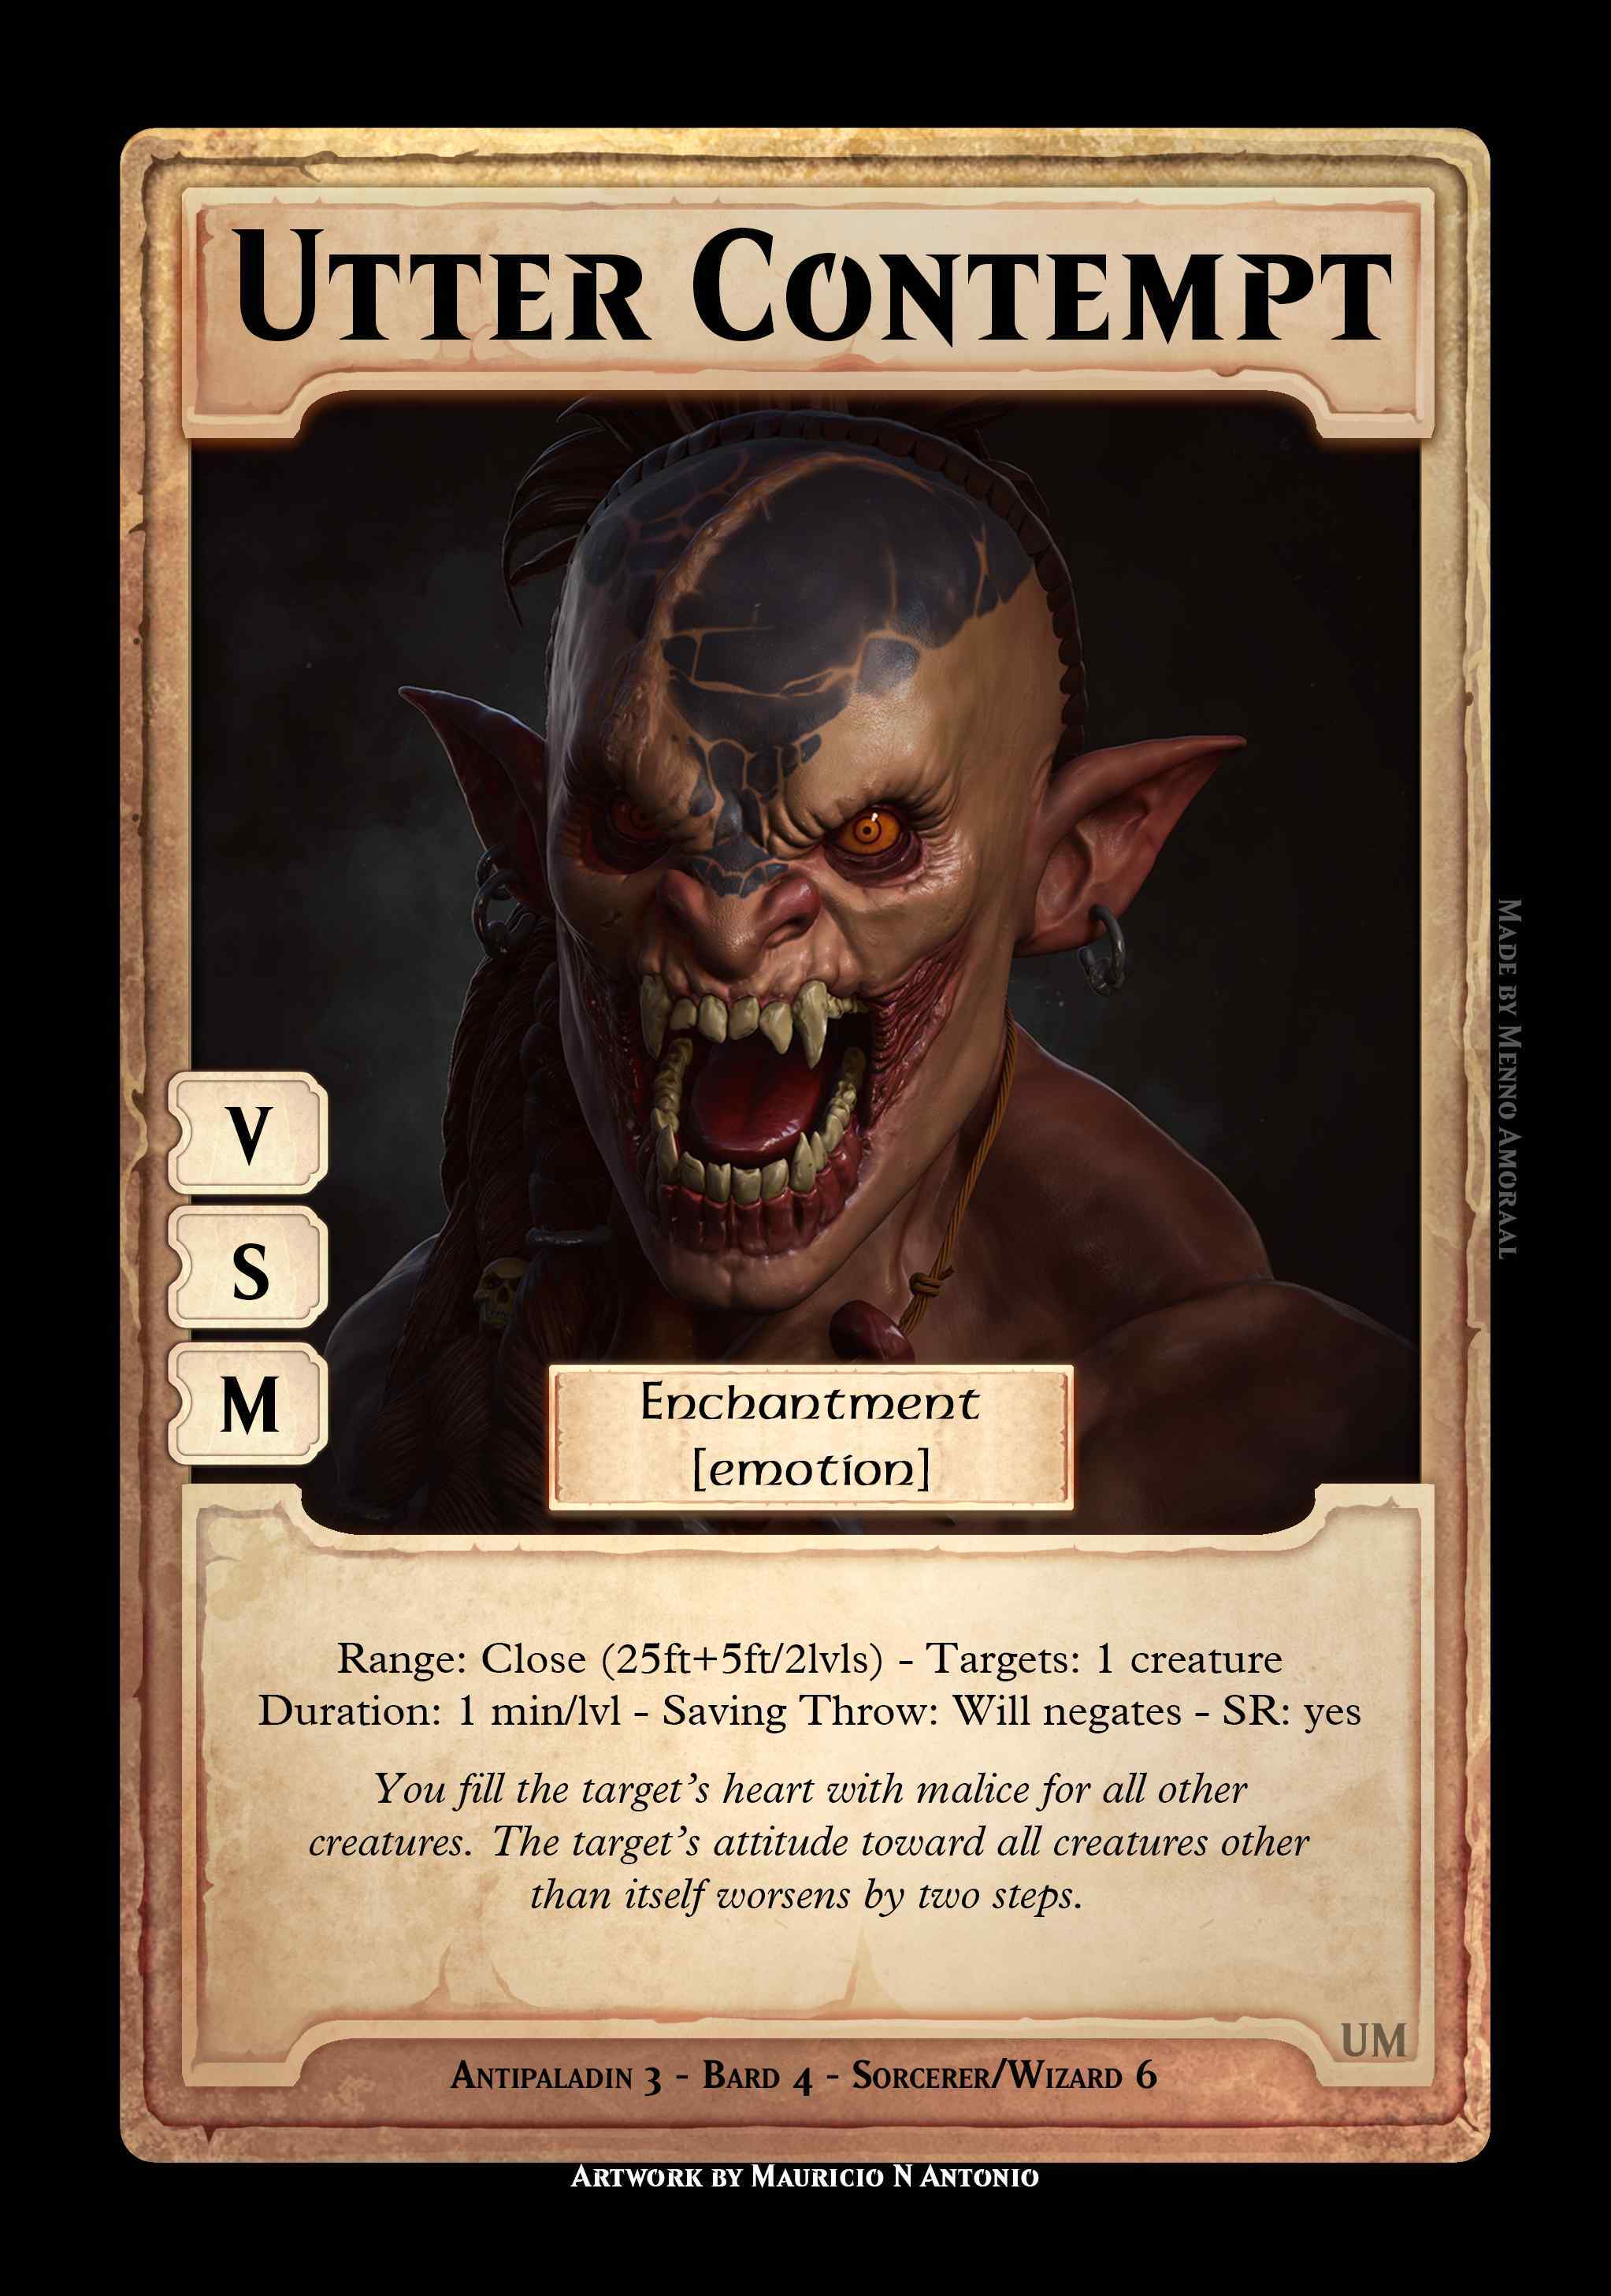 Utter Contempt
V
S
M
Enchantment
[emotion]
Range: Close (25ft+5ft/2lvls) - Targets: 1 creature
Duration: 1 min/lvl - Saving Throw: Will negates - SR: yes
You fill the target's heart with malice for all other
creatures. The target's attitude toward all creatures other
than itself worsens by two steps.
UM
Antipaladin 3 - Bard 4 - Sorcerer/Wizard 6
Artwork by Mauricio N Antonio
Made by Menno Amoraal